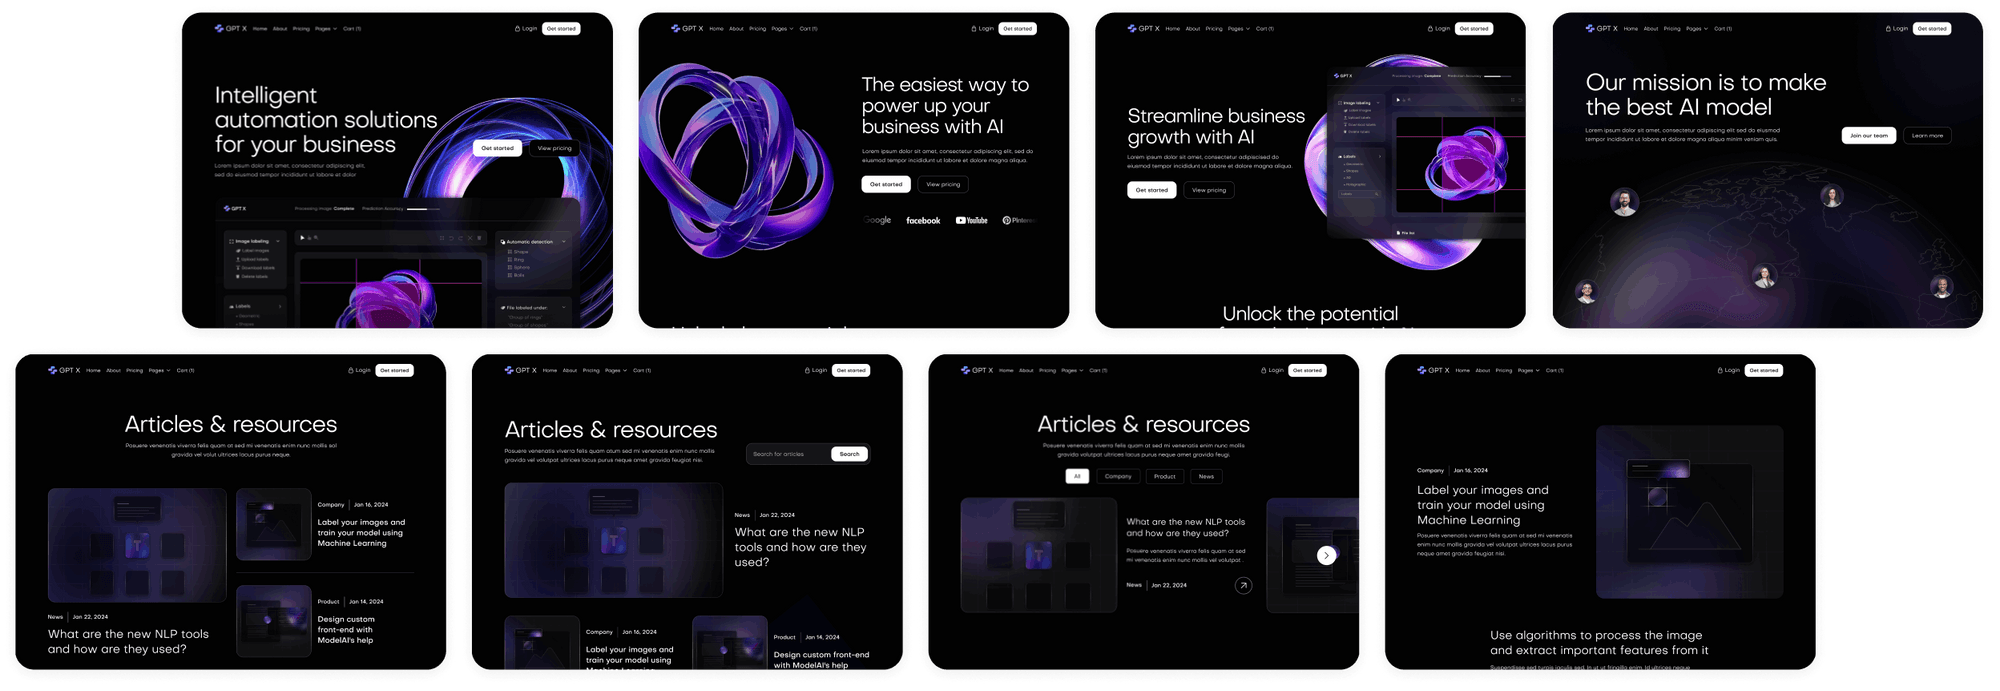 GPT X Home About Pricing Pages Cart (1) Login Get started
Intelligent
automation solutions
for your business
Lorem ipsum dolor sit amet, consectetur adipiscing elit,
sed do eiusmod tempor incididunt ut labore et dolor
Get started View pricing
GPT X Processing image: Complete Prediction accuracy
Image labeling
Label images
Upload labels
Download labels
Delete labels
Labels
Geometric
Shapes
Automatic detection
Shape
Ring
Sphere
Balls
File labeled under:
"Group of rings"
GPT X Home About Pricing Pages Cart (1) Login Get started
The easiest way to
power up your
business with AI
Lorem ipsum dolor sit amet, consectetur adipiscing elit, sed do
eiusmod tempor incididunt ut labore et dolore magna aliqua.
Get started View pricing
Google facebook YouTube Pintere
GPT X Home About Pricing Pages Cart (1) Login Get started
Streamline business
growth with AI
Lorem ipsum dolor sit amet, consectetur adipiscised do
eiusmod tempor incididunt ut labore et dolore magna aliqua.
Get started View pricing
GPT X Processing image: Complete Prediction accuracy
Image labeling
Label images
Upload labels
Download labels
Delete labels
Labels
File list
Unlock the potential
GPT X Home About Pricing Pages Cart (1) Login Get started
Our mission is to make
the best AI model
Lorem ipsum dolor sit amet, consectetur adipiscing elit sed do eiusmod
tempor incididunt ut labore et dolore magna aliqua enim minim veniam quis.
Join our team Learn more
GPT X Home About Pricing Pages Cart (1) Login Get started
Articles & resources
Posuere venenatis viverra felis quam at sed mi venenatis enim nunc mollis sol
gravida vel volut ultrices lacus purus neque.
Company Jan 16, 2024
Label your images and
train your model using
Machine Learning
Product Jan 14, 2024
Design custom
front-end with
ModelAI's help
News Jan 22, 2024
What are the new NLP tools
and how are they used?
GPT X Home About Pricing Pages Cart (1) Login Get started
Articles & resources
Posuere venenatis viverra felis quam atum sed mi venenatis enim nunc mollis
gravida vel volutpat ultrices lacus purus neque amet gravida feugiat nisi.
Search for articles Search
News Jan 22, 2024
What are the new NLP
tools and how are they
used?
Company Jan 16, 2024
Label your images and
train your model using
Machine Learning
Product Jan 14, 2024
Design custom front-end
with ModelAI's help
GPT X Home About Pricing Pages Cart (1) Login Get started
Articles & resources
Posuere venenatis viverra felis quam at sed mi venenatis enim nunc mollis
gravida vel volutpat ultrices lacus purus neque amet gravida feugi.
All Company Product News
What are the new NLP tools
and how are they used?
Posuere venenatis viverra felis quam at sed
mi venenatis enim nunc mollis vel volutpat...
News Jan 22, 2024
GPT X Home About Pricing Pages Cart (1) Login Get started
Company Jan 16, 2024
Label your images and
train your model using
Machine Learning
Posuere venenatis viverra felis quam at sed mi venenatis
enim nunc mollis gravida vel volutpat ultrices lacus purus
neque amet gravida feugiat nisi.
Use algorithms to process the image
and extract important features from it
Suspendisse sed turpis iaculis sed. In ut ut fringilla enim. Id ultrices neque